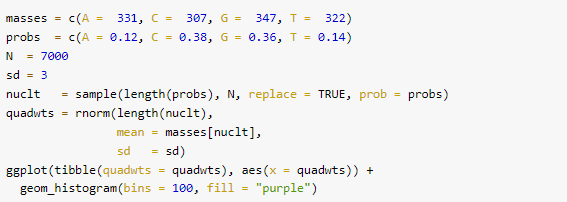 masses = c(A =  331, C =  307, G =  347, T =  322)
probs  = c(A = 0.12, C = 0.38, G = 0.36, T = 0.14)
N  = 7000
sd = 3
nuclt   = sample(length(probs), N, replace = TRUE, prob = probs)
quadwts = rnorm(length(nuclt),
                mean = masses[nuclt],
                sd   = sd)
ggplot(tibble(quadwts = quadwts), aes(x = quadwts)) +
  geom_histogram(bins = 100, fill = "purple")